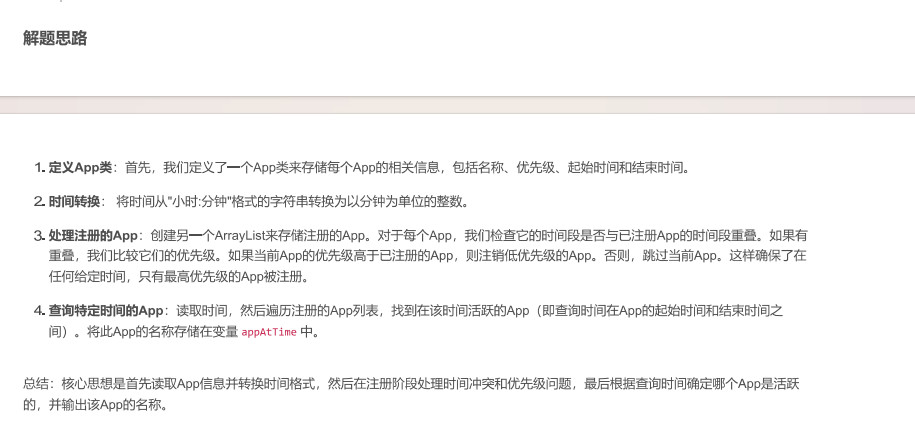 解题思路
1. 定义App类：首先，我们定义了一个App类来存储每个App的相关信息，包括名称、优先级、起始时间和结束时间。
2. 时间转换： 将时间从"小时:分钟"格式的字符串转换为以分钟为单位的整数。
3. 处理注册的App：创建另一个ArrayList来存储注册的App。对于每个App，我们检查它的时间段是否与已注册App的时间段重叠。如果有
重叠，我们比较它们的优先级。如果当前App的优先级高于已注册的App，则注销低优先级的App。否则，跳过当前App。这样确保了在
任何给定时间，只有最高优先级的App被注册。
4. 查询特定时间的App：读取时间，然后遍历注册的App列表，找到在该时间活跃的App（即查询时间在App的起始时间和结束时间之
间）。将此App的名称存储在变量 appAtTime 中。
总结：核心思想是首先读取App信息并转换时间格式，然后在注册阶段处理时间冲突和优先级问题，最后根据查询时间确定哪个App是活跃
的，并输出该App的名称。